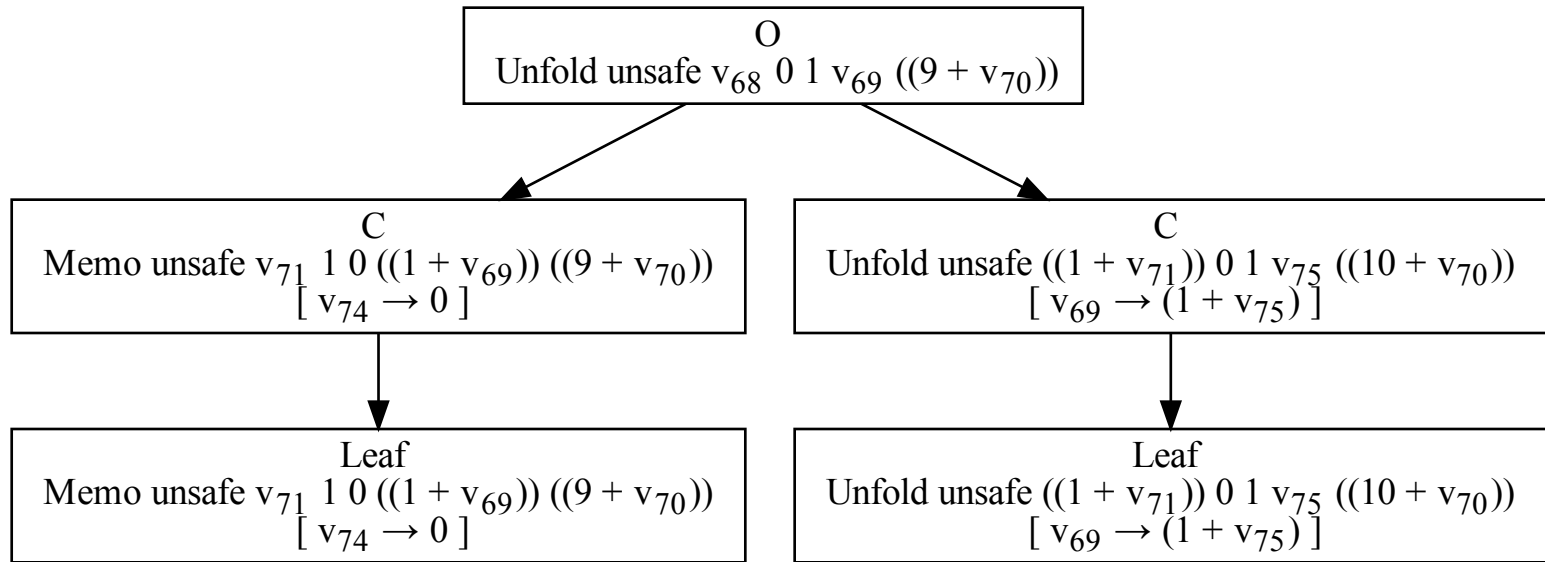 O
Unfold unsafe v₆₈ 0 1 v₆₉ ((9 + v₇₀))
C
Memo unsafe v₇₁ 1 0 ((1 + v₆₉)) ((9 + v₇₀))
[ v₇₄ → 0 ]
C
Unfold unsafe ((1 + v₇₁)) 0 1 v₇₅ ((10 + v₇₀))
[ v₆₉ → (1 + v₇₅) ]
Leaf
Memo unsafe v₇₁ 1 0 ((1 + v₆₉)) ((9 + v₇₀))
[ v₇₄ → 0 ]
Leaf
Unfold unsafe ((1 + v₇₁)) 0 1 v₇₅ ((10 + v₇₀))
[ v₆₉ → (1 + v₇₅) ]